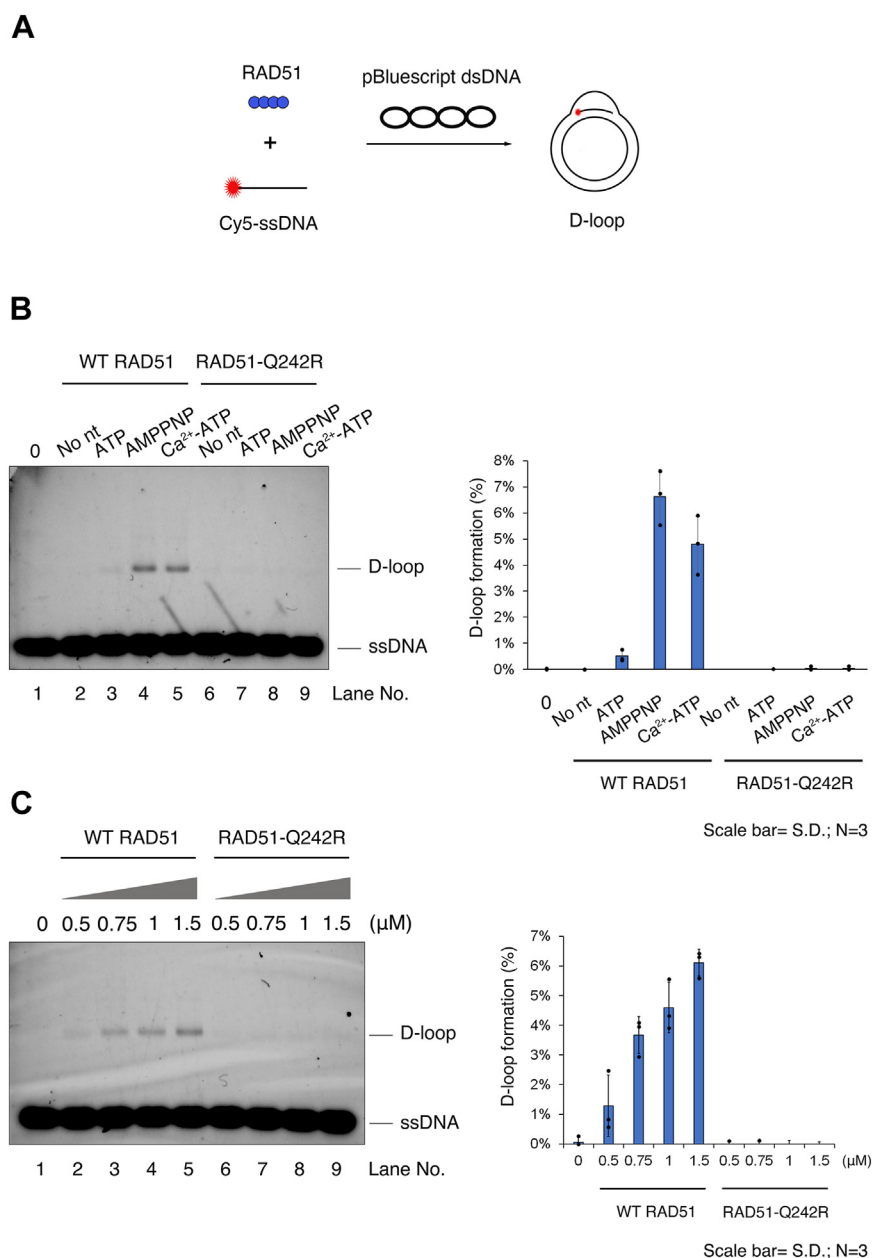 A
RAD51
pBluescript dsDNA
+
Cy5-ssDNA
D-loop
B
WT RAD51 RAD51-Q242R
0 No nt ATP AMPPNP Ca²⁺-ATP No nt ATP AMPPNP Ca²⁺-ATP
D-loop
ssDNA
1 2 3 4 5 6 7 8 9 Lane No.
D-loop formation (%)
8%
7%
6%
5%
4%
3%
2%
1%
0%
0 No nt ATP AMPPNP Ca²⁺-ATP No nt ATP AMPPNP Ca²⁺-ATP
WT RAD51 RAD51-Q242R
Scale bar= S.D.; N=3
C
WT RAD51 RAD51-Q242R
0 0.5 0.75 1 1.5 (μM) 0.5 0.75 1 1.5
D-loop
ssDNA
1 2 3 4 5 6 7 8 9 Lane No.
D-loop formation (%)
7%
6%
5%
4%
3%
2%
1%
0%
0 0.5 0.75 1 1.5 0.5 0.75 1 1.5 (μM)
WT RAD51 RAD51-Q242R
Scale bar= S.D.; N=3